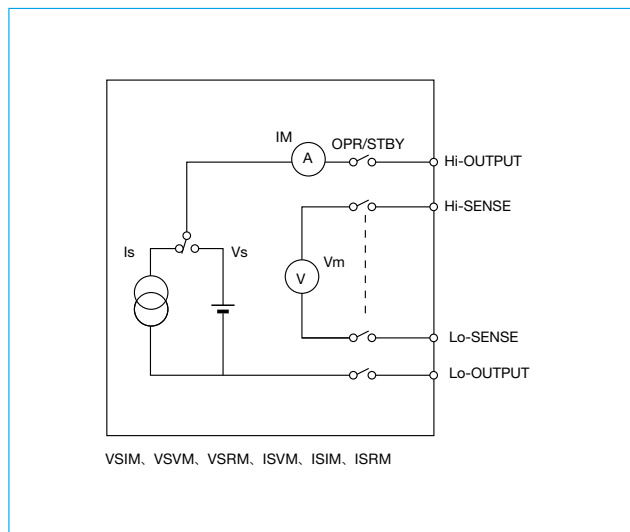 IM
OPR/STBY
A
Hi-OUTPUT
Hi-SENSE
Is
Vs
Vm
V
Lo-SENSE
Lo-OUTPUT
VSIM、VSVM、VSRM、ISVM、ISIM、ISRM